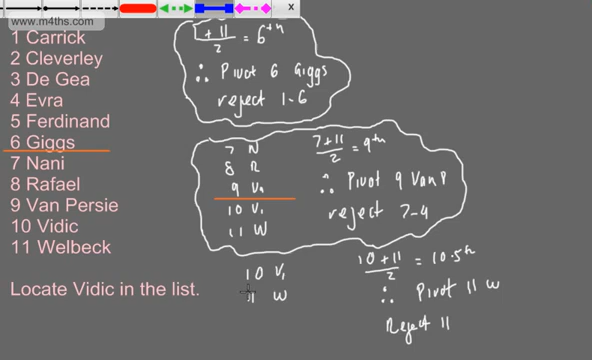 x
www.m4ths.com
1 Carrick
2 Cleverley
3 De Gea
4 Evra
5 Ferdinand
6 Giggs
7 Nani
8 Rafael
9 Van Persie
10 Vidic
11 Welbeck
Locate Vidic in the list.
1 + 11 / 2 = 6th
∴ Pivot 6 Giggs
reject 1-6
7 N
8 R
9 Va
10 Vi
11 W
7+11 / 2 = 9th
∴ Pivot 9 Van P
reject 7-9
10 Vi
11 W
10 + 11 / 2 = 10.5th
∴ Pivot 11 W
Reject 11